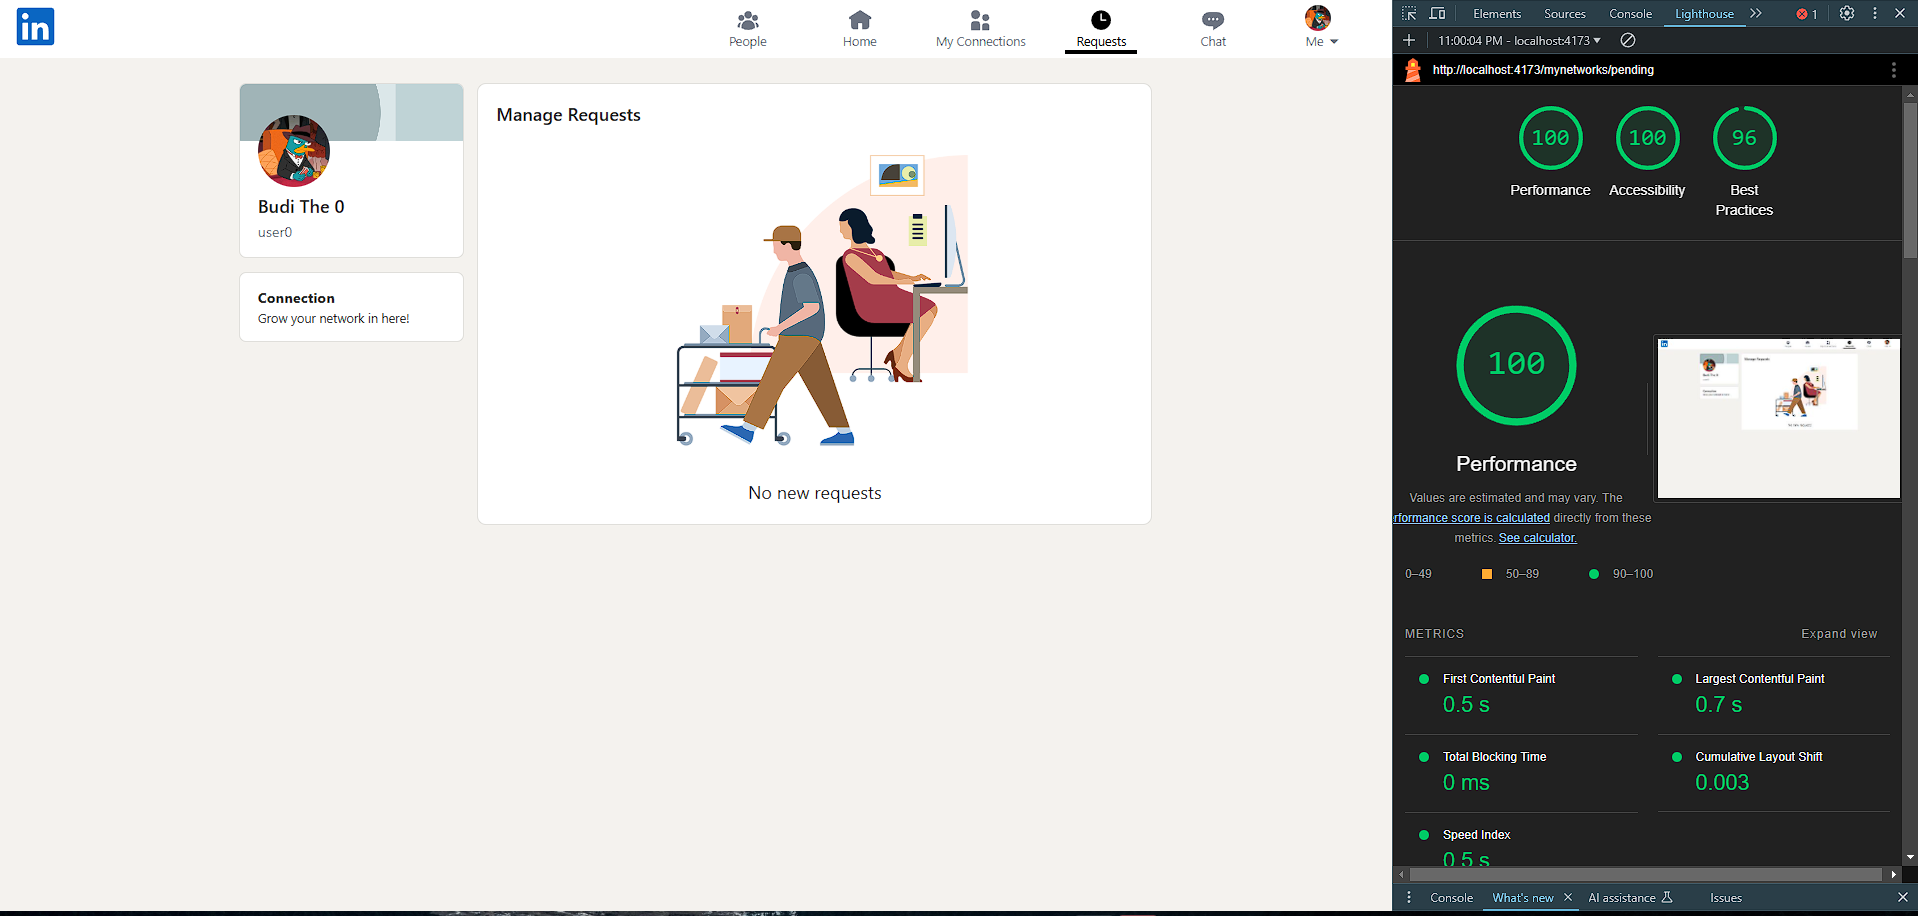 in
People
Home
My Connections
Requests
Chat
Me
Budi The 0
user0
Connection
Grow your network in here!
Manage Requests
No new requests
Elements
Sources
Console
Lighthouse
1
11:00:04 PM - localhost:4173
http://localhost:4173/mynetworks/pending
100
Performance
100
Accessibility
96
Best
Practices
100
Performance
Values are estimated and may vary. The
rformance score is calculated directly from these
metrics. See calculator.
0–49
50–89
90–100
METRICS
Expand view
First Contentful Paint
0.5 s
Largest Contentful Paint
0.7 s
Total Blocking Time
0 ms
Cumulative Layout Shift
0.003
Speed Index
0.5 s
Console
What's new
AI assistance
Issues